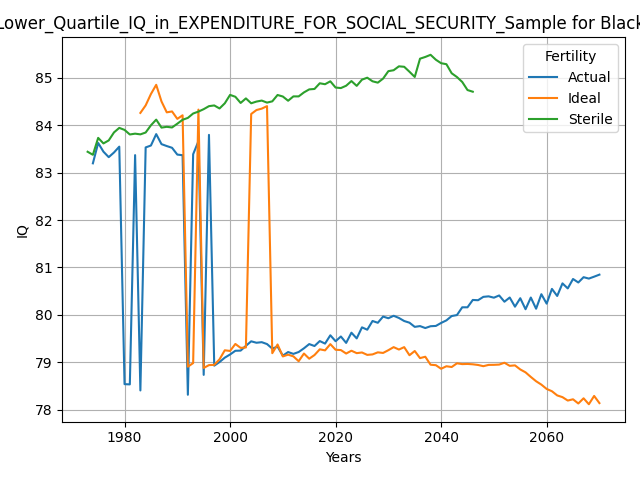 Lower_Quartile_IQ_in_EXPENDITURE_FOR_SOCIAL_SECURITY_Sample for Black
Fertility
Actual
Ideal
Sterile
85
84
83
82
81
80
79
78
IQ
1980
2000
2020
2040
2060
Years